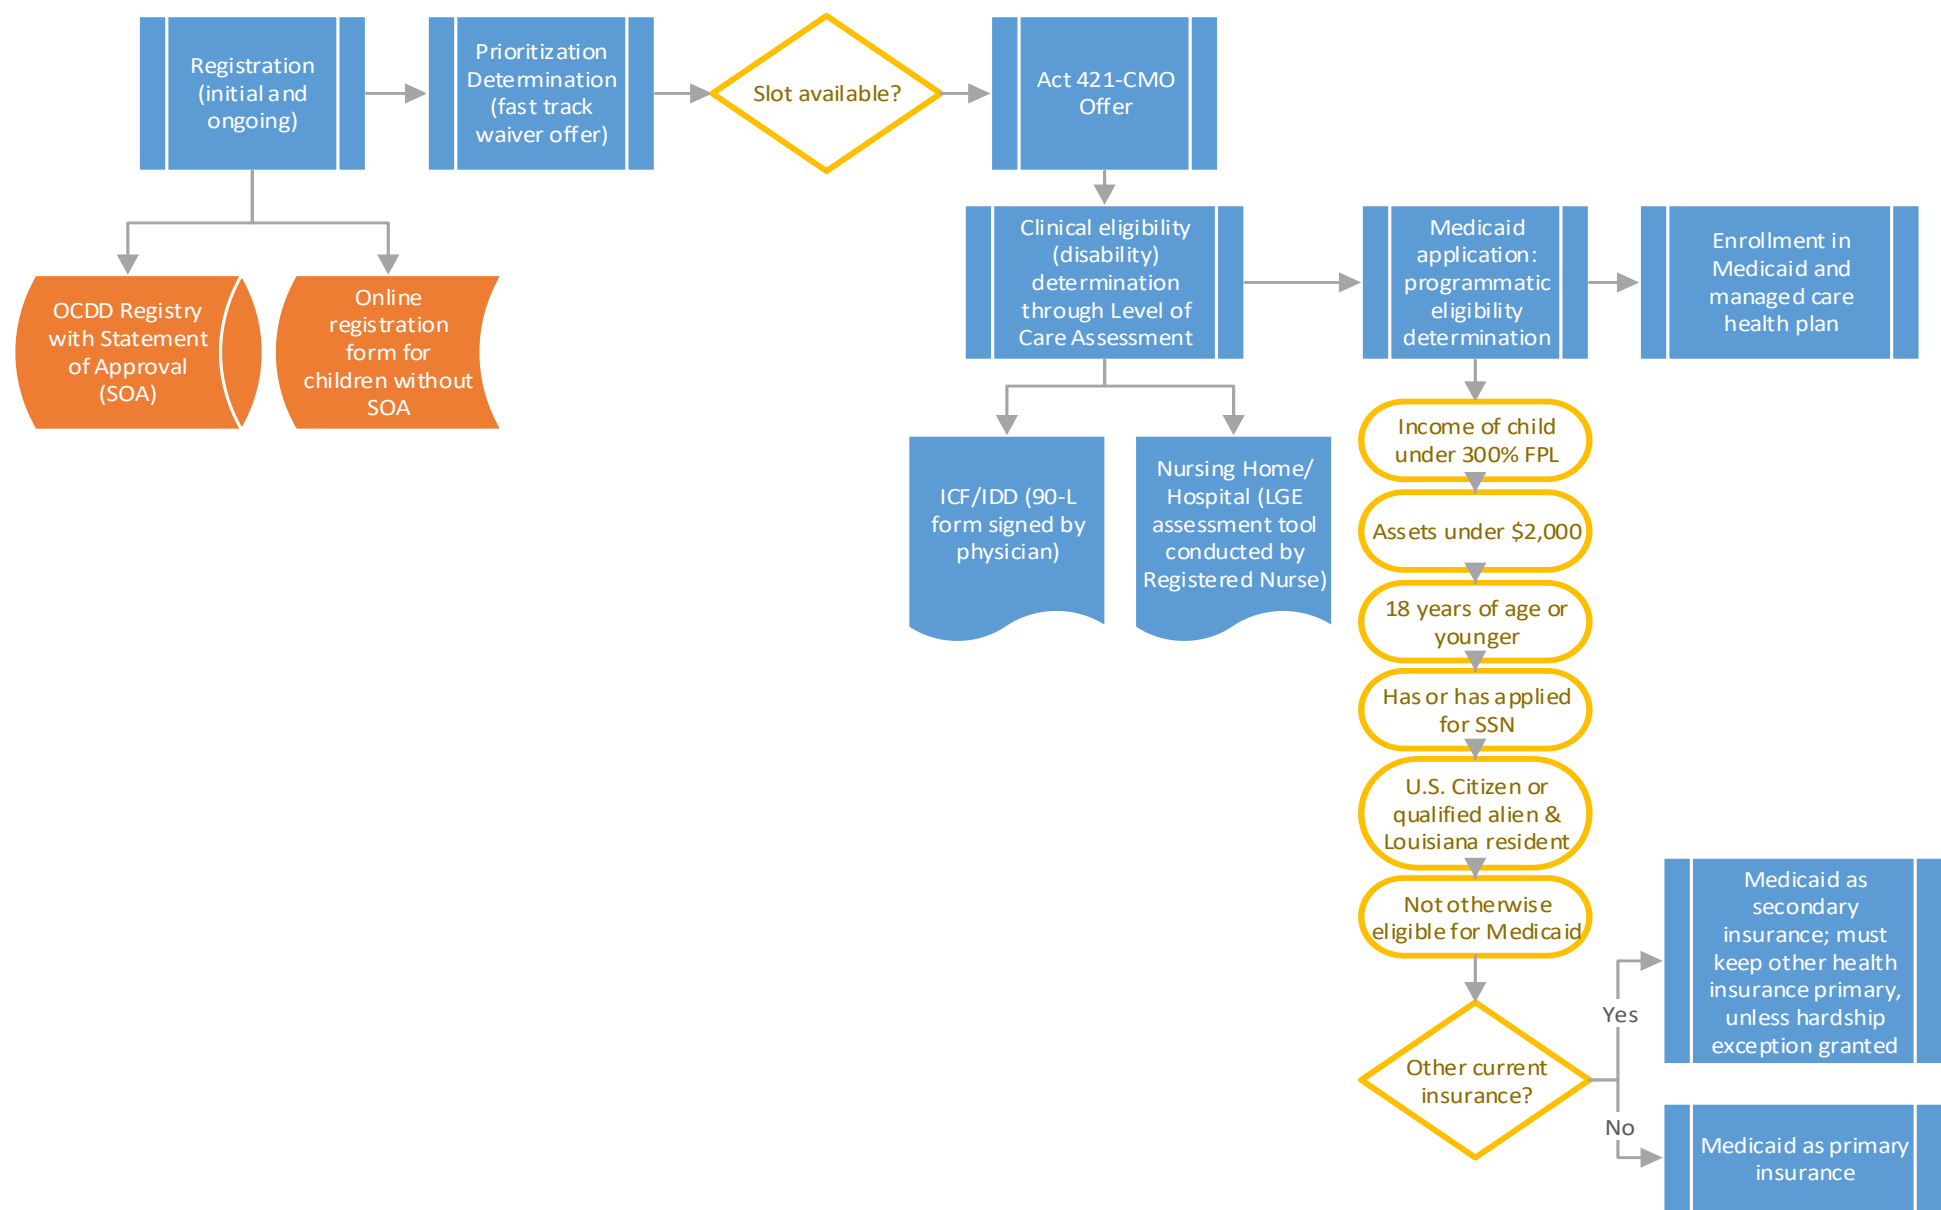 Registration
(initial and
ongoing)
Prioritization
Determination
(fast track
waiver offer)
Slot available?
Act 421-CMO
Offer
OCDD Registry
with Statement
of Approval
(SOA)
Online
registration
form for
children without
SOA
Clinical eligibility
(disability)
determination
through Level of
Care Assessment
Medicaid
application:
programmatic
eligibility
determination
Enrollment in
Medicaid and
managed care
health plan
ICF/IDD (90-L
form signed by
physician)
Nursing Home/
Hospital (LGE
assessment tool
conducted by
Registered Nurse)
Income of child
under 300% FPL
Assets under $2,000
18 years of age or
younger
Has or has applied
for SSN
U.S. Citizen or
qualified alien &
Louisiana resident
Not otherwise
eligible for Medicaid
Other current
insurance?
Yes
Medicaid as
secondary
insurance; must
keep other health
insurance primary,
unless hardship
exception granted
No
Medicaid as primary
insurance